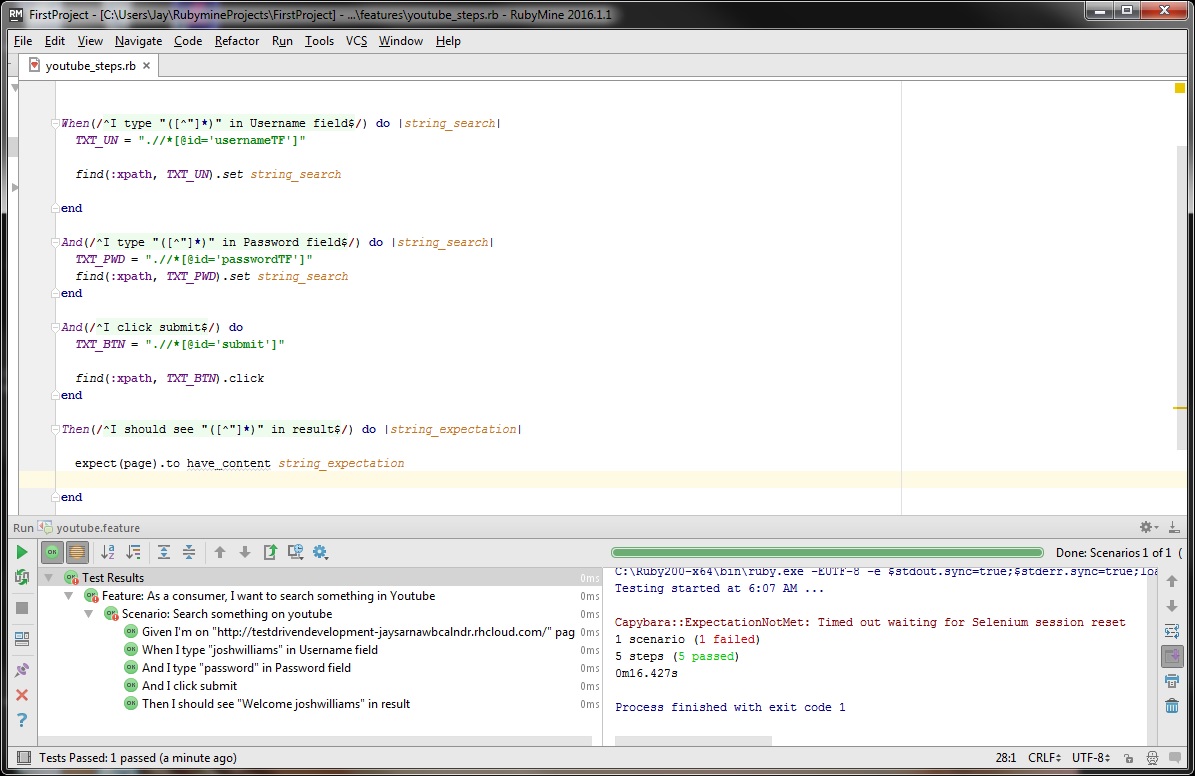 FirstProject - [C:\Users\Jay\RubymineProjects\FirstProject] - ...\features\youtube_steps.rb - RubyMine 2016.1.1
File Edit View Navigate Code Refactor Run Tools VCS Window Help
youtube_steps.rb
When(/^I type "([^"]*)" in Username field$/) do |string_search|
TXT_UN = ".//*[@id='usernameTF']"
find(:xpath, TXT_UN).set string_search
end
And(/^I type "([^"]*)" in Password field$/) do |string_search|
TXT_PWD = ".//*[@id='passwordTF']"
find(:xpath, TXT_PWD).set string_search
end
And(/^I click submit$/) do
TXT_BTN = ".//*[@id='submit']"
find(:xpath, TXT_BTN).click
end
Then(/^I should see "([^"]*)" in result$/) do |string_expectation|
expect(page).to have_content string_expectation
end
Run youtube.feature
Done: Scenarios 1 of 1 (
Test Results 0ms
Feature: As a consumer, I want to search something in Youtube 0ms
Scenario: Search something on youtube 0ms
Given I'm on "http://testdrivendevelopment-jaysarnawbcalndr.rhcloud.com/" pag 0ms
When I type "joshwilliams" in Username field 0ms
And I type "password" in Password field 0ms
And I click submit 0ms
Then I should see "Welcome joshwilliams" in result 0ms
C:\Ruby200-x64\bin\ruby.exe -EUTF-8 -e $stdout.sync=true;$stderr.sync=true;loa
Testing started at 6:07 AM ...
Capybara::ExpectationNotMet: Timed out waiting for Selenium session reset
1 scenario (1 failed)
5 steps (5 passed)
0m16.427s
Process finished with exit code 1
Tests Passed: 1 passed (a minute ago) 28:1 CRLF UTF-8